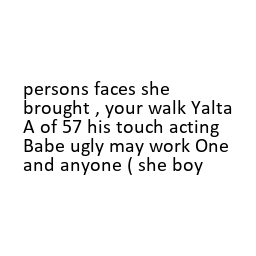 persons faces she
brought , your walk Yalta
A of 57 his touch acting
Babe ugly may work One
and anyone ( she boy